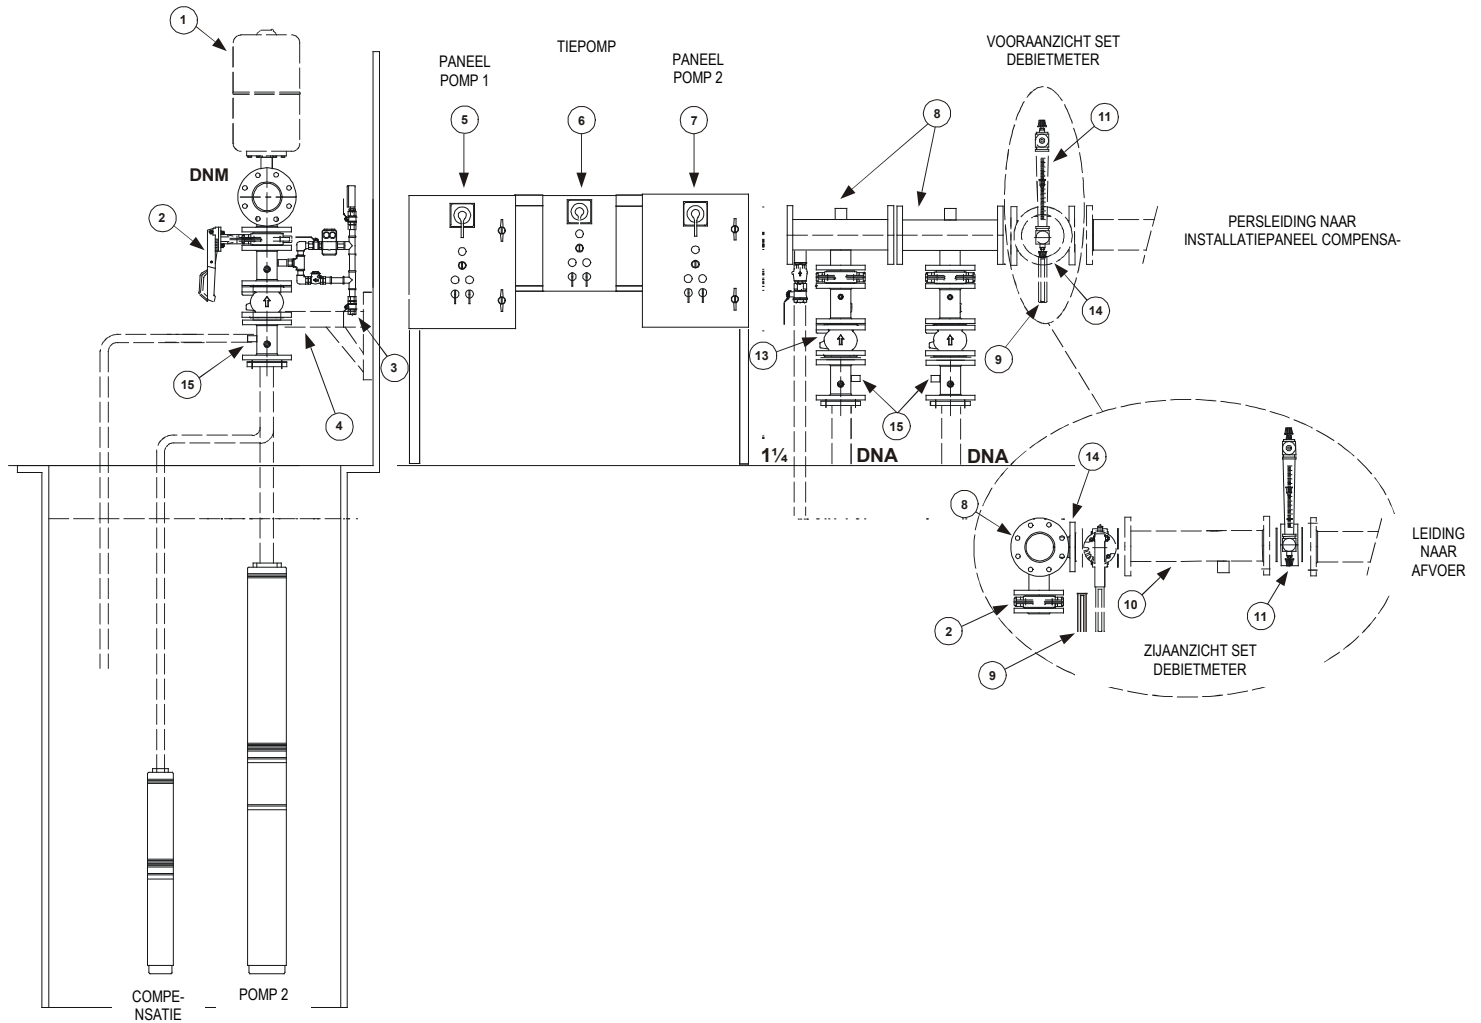 1
TIEPOMP
VOORAANZICHT SET
DEBIETMETER
PANEEL
POMP 1
PANEEL
POMP 2
5
6
7
8
11
DNM
2
PERSLEIDING NAAR
INSTALLATIEPANEEL COMPENSA-
14
13
9
3
15
4
15
1¼
DNA
DNA
14
8
LEIDING
NAAR
AFVOER
10
11
2
ZIJAANZICHT SET
DEBIETMETER
9
COMPE-
NSATIE
POMP 2